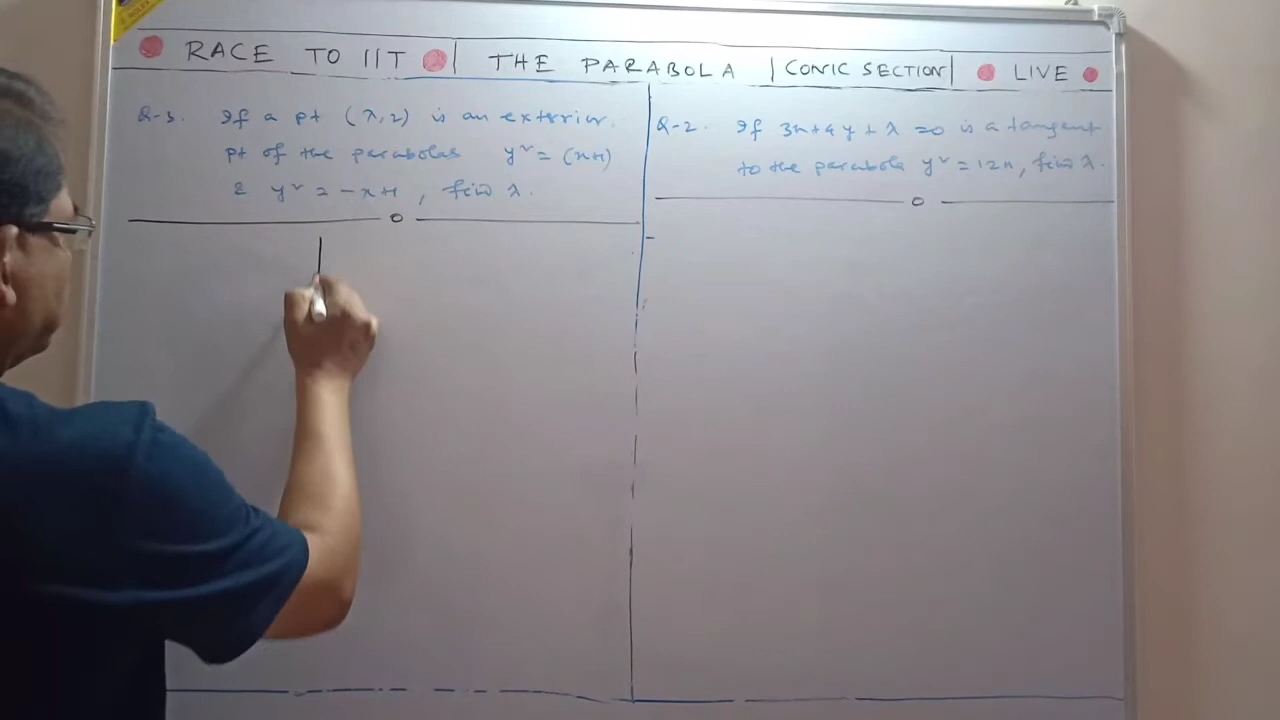 RACE TO IIT | THE PARABOLA | CONIC SECTION | LIVE
Q-3. If a pt (λ,2) is an exterior
pt of the parabolas y² = (x+1)
& y² = -x+1, find λ.
Q-2. If 3x+4y+λ=0 is a tangent
to the parabola y² = 12x, find λ.